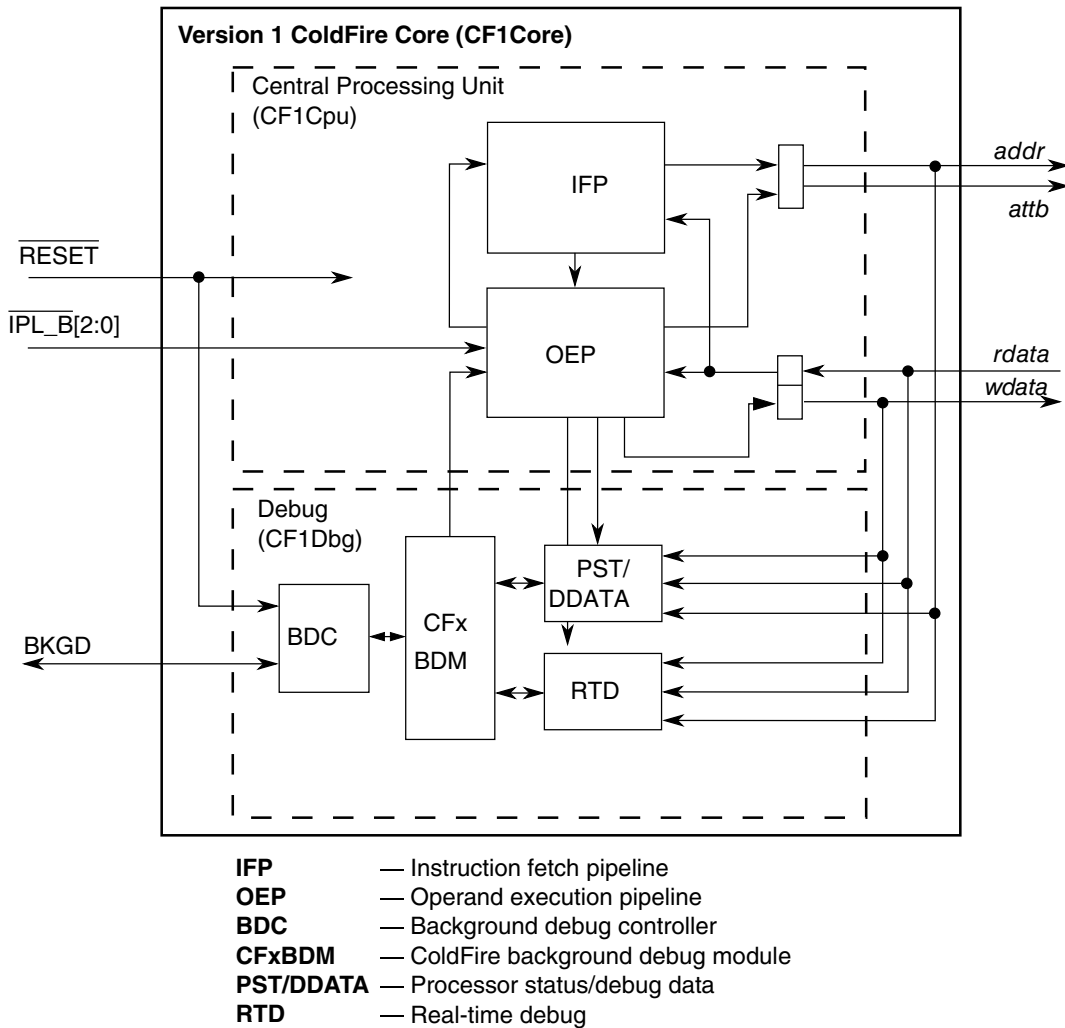 Version 1 ColdFire Core (CF1Core)
Central Processing Unit
(CF1Cpu)
IFP
addr
attb
RESET
IPL_B[2:0]
OEP
rdata
wdata
Debug
(CF1Dbg)
PST/
DDATA
CFx
BDM
BDC
BKGD
RTD
IFP — Instruction fetch pipeline
OEP — Operand execution pipeline
BDC — Background debug controller
CFxBDM — ColdFire background debug module
PST/DDATA — Processor status/debug data
RTD — Real-time debug